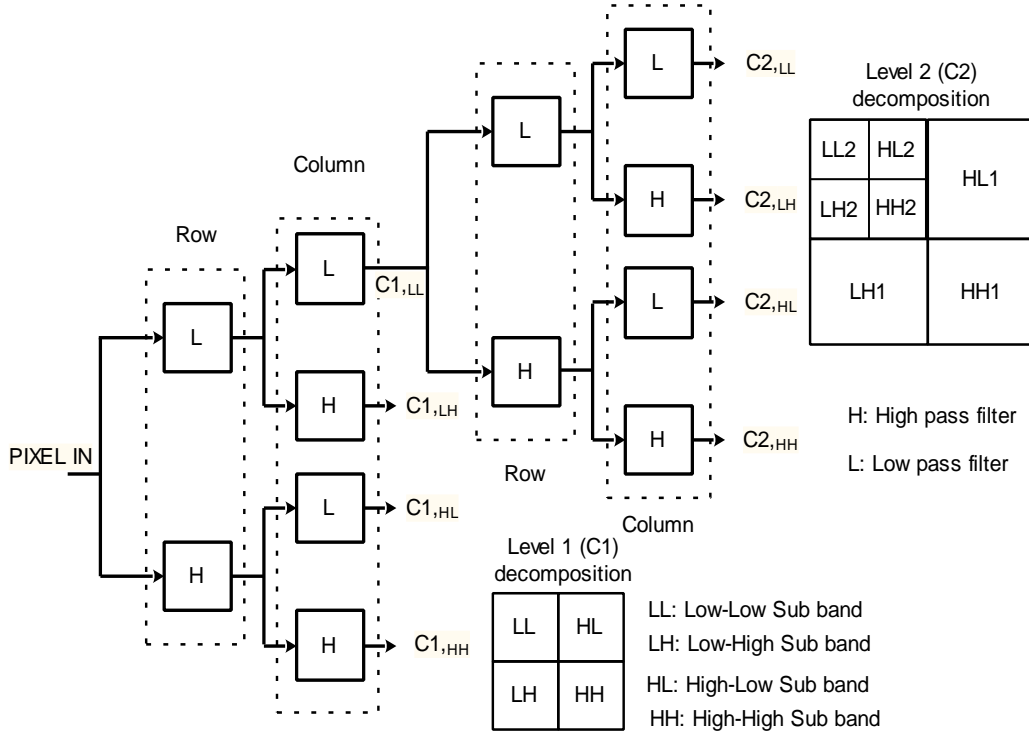 L
C2,LL
Level 2 (C2)
decomposition
L
LL2
HL2
HL1
Column
H
C2,LH
LH2
HH2
Row
L
C1,LL
L
C2,HL
LH1
HH1
L
H
H
C1,LH
H
C2,HH
H: High pass filter
PIXEL IN
Row
L: Low pass filter
L
C1,HL
Column
Level 1 (C1)
decomposition
H
LL
HL
LL: Low-Low Sub band
H
C1,HH
LH: Low-High Sub band
LH
HH
HL: High-Low Sub band
HH: High-High Sub band